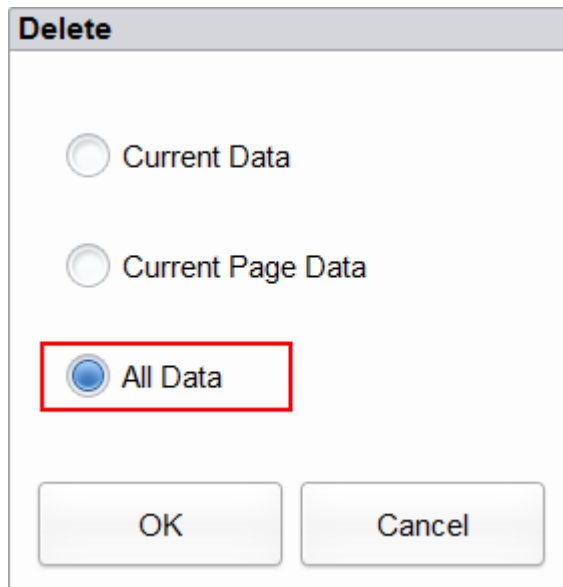 Delete
Current Data
Current Page Data
All Data
OK
Cancel